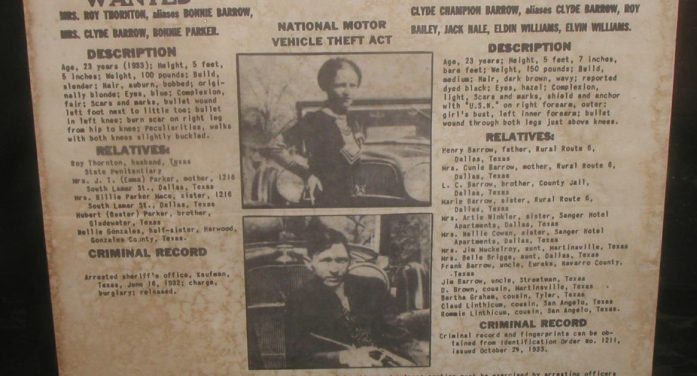 WANTED
MRS. ROY THORNTON, aliases BONNIE BARROW,
MRS. CLYDE BARROW, BONNIE PARKER.
DESCRIPTION
Age, 23 years (1933); Height, 5 feet,
5 inches; Weight, 100 pounds; Build,
slender; Hair, auburn, bobbed; origi-
nally blonde; Eyes, blue; Complexion,
fair; Scars and marks, bullet wound
left foot next to little toe; bullet
in left knee; burn scar on right leg
from hip to knee; Peculiarities, walks
with both knees slightly buckled.
RELATIVES:
Roy Thornton, husband, Texas
State Penitentiary
Mrs. J. T. (Emma) Parker, mother, 1216
South Lamar St., Dallas, Texas
Mrs. Billie Parker Mace, sister, 1216
South Lamar St., Dallas, Texas
Hubert (Buster) Parker, brother,
Gladewater, Texas
Nellie Gonzales, half-sister, Harwood,
Gonzales County, Texas.
CRIMINAL RECORD
Arrested sheriff's office, Kaufman,
Texas, June 16, 1932; charge,
burglary; released.
NATIONAL MOTOR
VEHICLE THEFT ACT
CLYDE CHAMPION BARROW, aliases CLYDE BARROW, ROY
BAILEY, JACK HALE, ELDIN WILLIAMS, ELVIN WILLIAMS.
DESCRIPTION
Age, 23 years; Height, 5 feet, 7 inches,
bare feet; Weight, 150 pounds; Build,
medium; Hair, dark brown, wavy; reported
dyed black; Eyes, hazel; Complexion,
light; Scars and marks, shield and anchor
with "U.S.N." on right forearm, outer;
girl's bust, left inner forearm; bullet
wound through both legs just above knees.
RELATIVES:
Henry Barrow, father, Rural Route 6,
Dallas, Texas
Mrs. Cumie Barrow, mother, Rural Route 6,
Dallas, Texas
L. C. Barrow, brother, County Jail,
Dallas, Texas
Marie Barrow, sister, Rural Route 6,
Dallas, Texas
Mrs. Artie Winkler, sister, Sanger Hotel
Apartments, Dallas, Texas
Mrs. Nellie Cowan, sister, Sanger Hotel
Apartments, Dallas, Texas
Mrs. Jim Muckelroy, aunt, Martinsville, Texas
Mrs. Belle Briggs, aunt, Dallas, Texas
Frank Barrow, uncle, Eureka, Navarro County,
Texas
Jim Barrow, uncle, Streetman, Texas
D. Brown, cousin, Martinsville, Texas
Bertha Graham, cousin, Tyler, Texas
Claud Linthicum, cousin, San Angelo, Texas
Rommie Linthicum, cousin, San Angelo, Texas.
CRIMINAL RECORD
Criminal record and fingerprints can be ob-
tained from Identification Order No. 1211,
issued October 24, 1933.
must be exercised by arresting officers